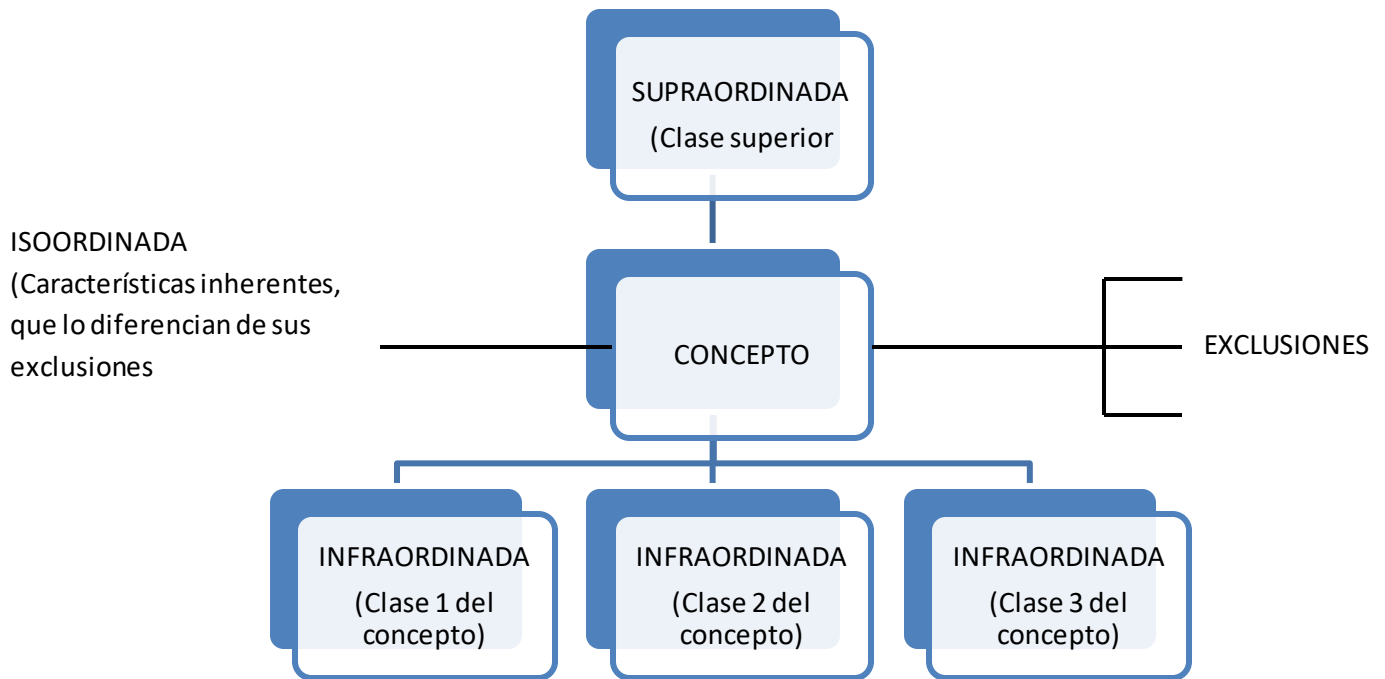 SUPRAORDINADA
(Clase superior
ISOORDINADA
(Características inherentes,
que lo diferencian de sus
exclusiones
CONCEPTO
EXCLUSIONES
INFRAORDINADA
(Clase 1 del
concepto)
INFRAORDINADA
(Clase 2 del
concepto)
INFRAORDINADA
(Clase 3 del
concepto)